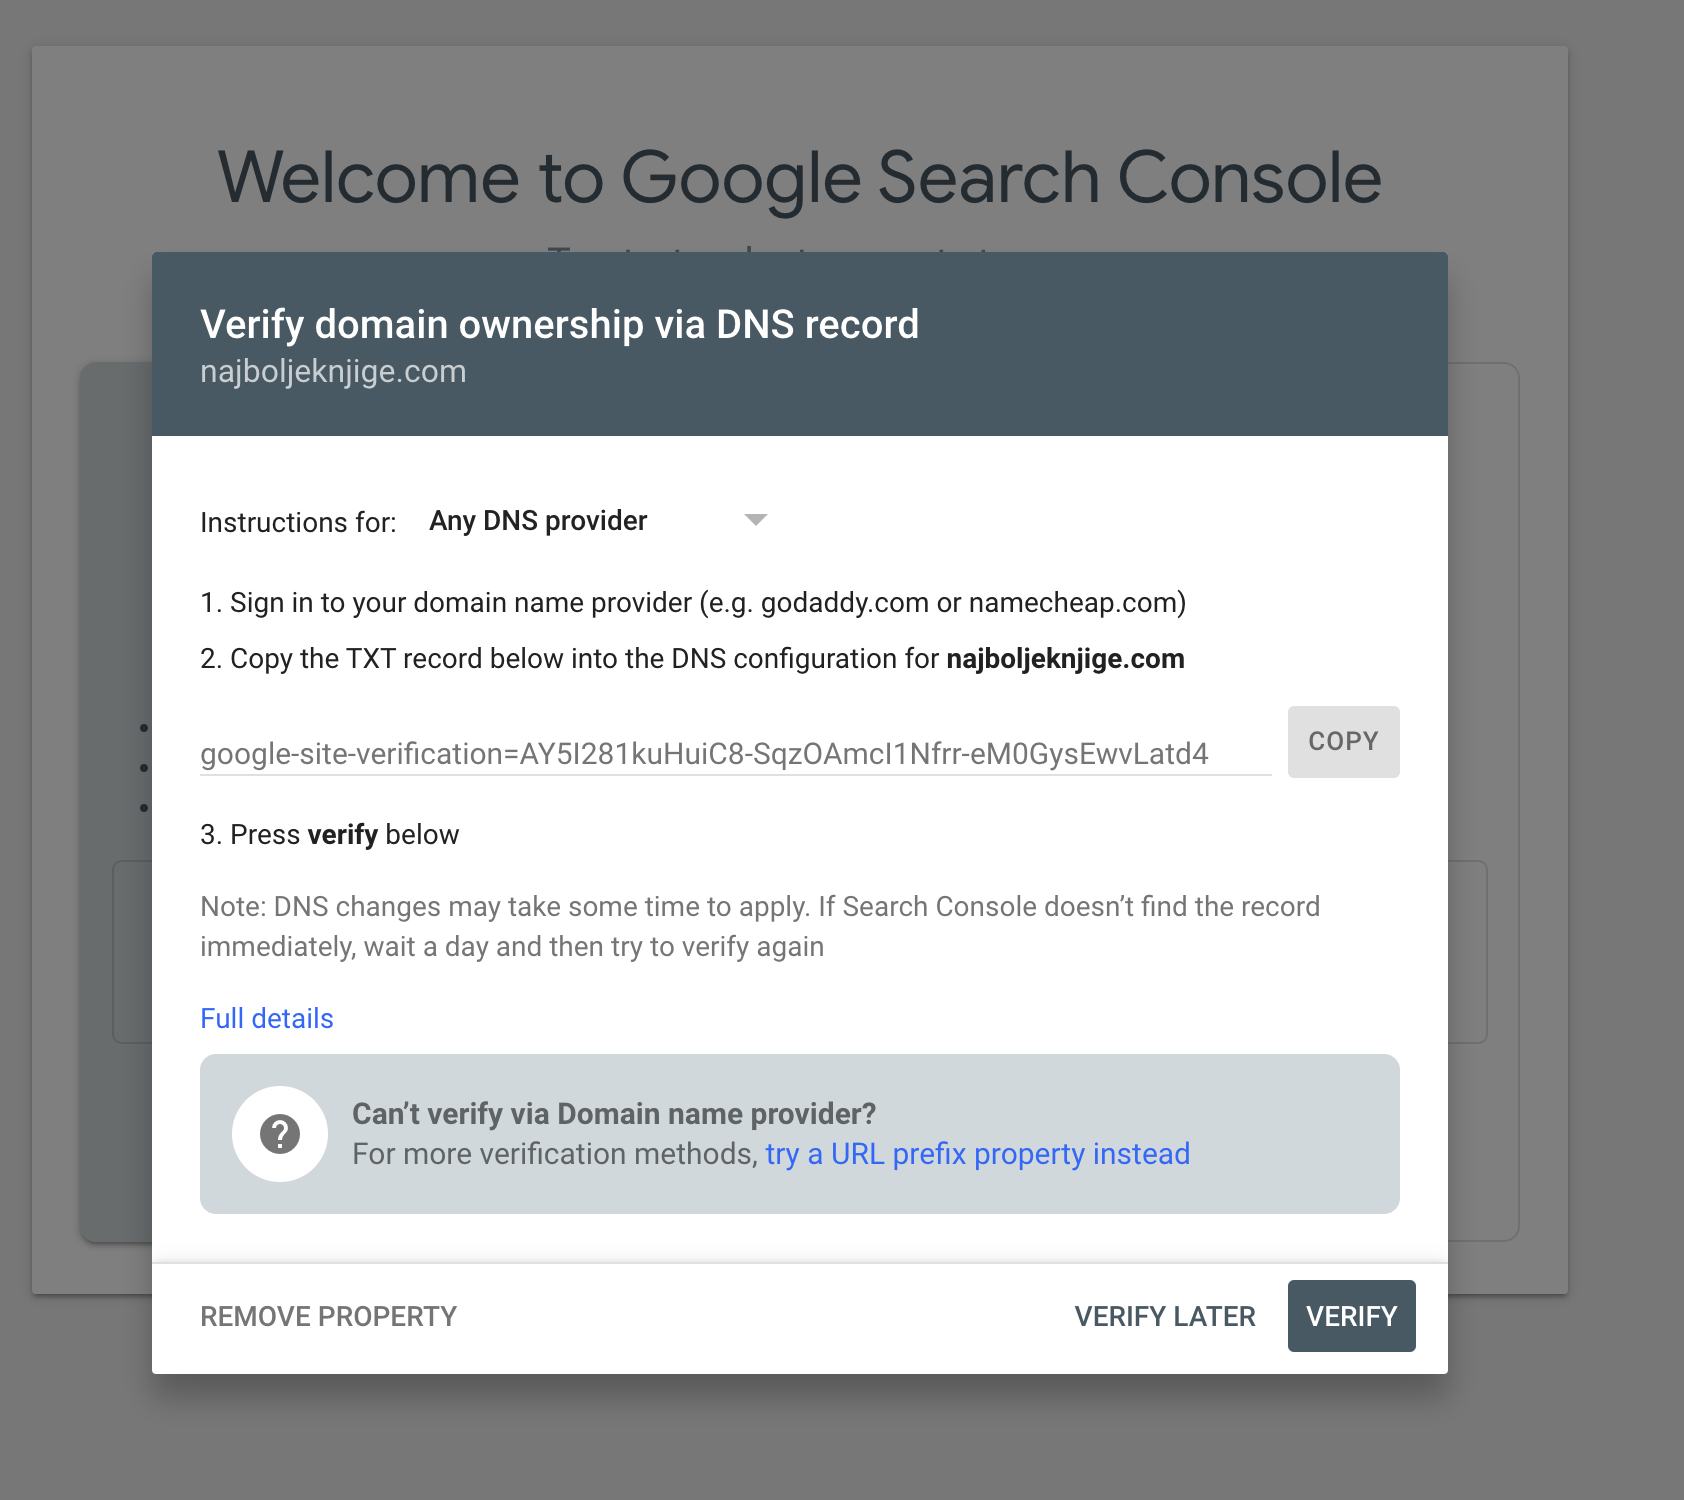 Welcome to Google Search Console
Verify domain ownership via DNS record
najboljeknjige.com
Instructions for: Any DNS provider
1. Sign in to your domain name provider (e.g. godaddy.com or namecheap.com)
2. Copy the TXT record below into the DNS configuration for najboljeknjige.com
google-site-verification=AY5I281kuHuiC8-SqzOAmcI1Nfrr-eM0GysEwvLatd4
COPY
3. Press verify below
Note: DNS changes may take some time to apply. If Search Console doesn’t find the record
immediately, wait a day and then try to verify again
Full details
Can’t verify via Domain name provider?
For more verification methods, try a URL prefix property instead
REMOVE PROPERTY
VERIFY LATER
VERIFY